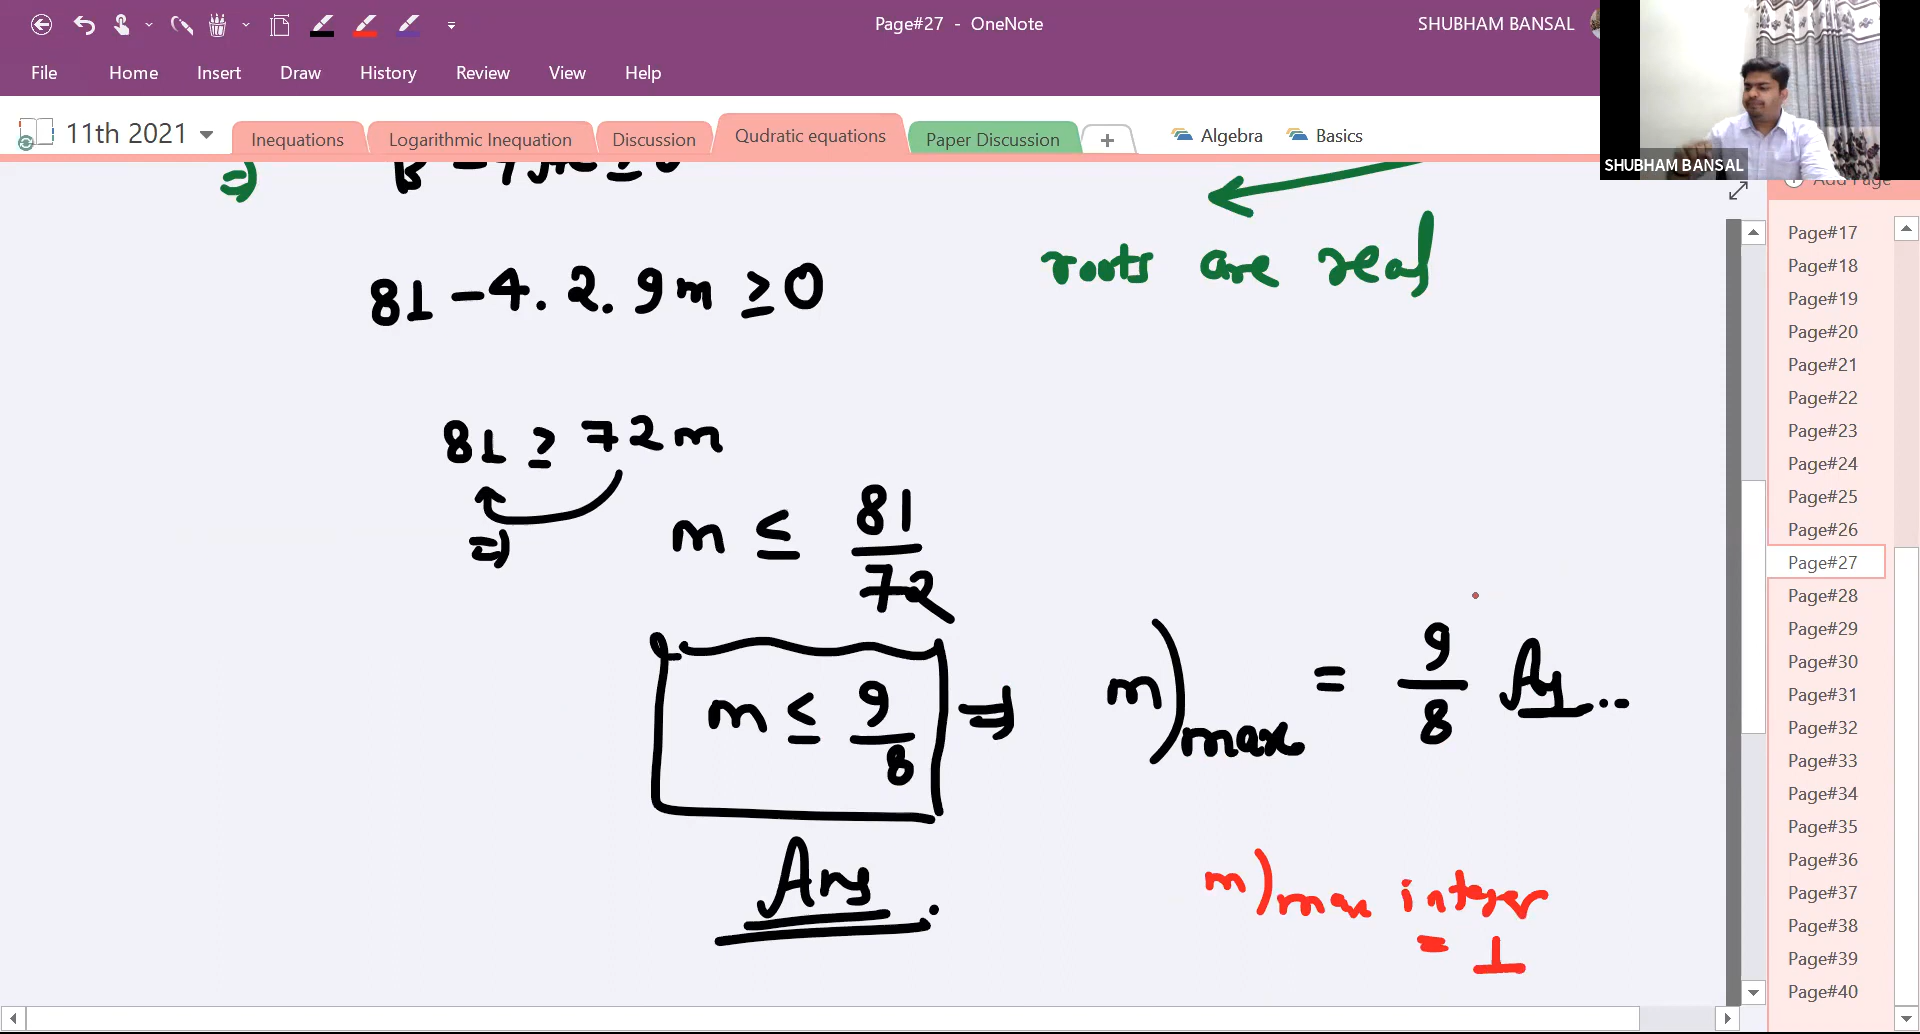 Page#27 - OneNote
SHUBHAM BANSAL
File Home Insert Draw History Review View Help
11th 2021
Inequations
Logarithmic Inequation
Discussion
Qudratic equations
Paper Discussion
+
Algebra
Basics
SHUBHAM BANSAL
Add Page
⇒
roots are real
81 - 4. 2. 9m ≥ 0
81 ≥ 72m
⇒ m ≤ 81/72
m ≤ 9/8 ⇒ m)max = 9/8 Ans..
Ans.
m)max integer
= 1
Page#17
Page#18
Page#19
Page#20
Page#21
Page#22
Page#23
Page#24
Page#25
Page#26
Page#27
Page#28
Page#29
Page#30
Page#31
Page#32
Page#33
Page#34
Page#35
Page#36
Page#37
Page#38
Page#39
Page#40